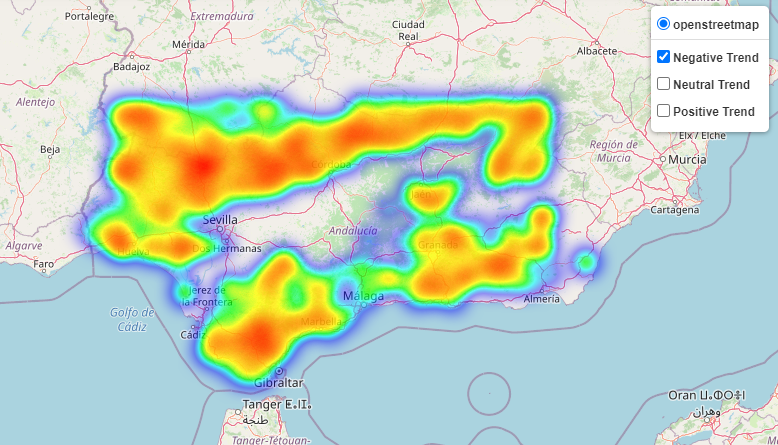 Portalegre
Extremadura
Ciudad
Real
openstreetmap
Mérida
Albacete
Negative Trend
Badajoz
Neutral Trend
Alentejo
Positive Trend
Elx / Elche
Beja
Región de
Murcia
Murcia
Córdoba
Jaén
Cartagena
Sevilla
Andalucía
Algarve
Huelva
Dos Hermanas
Granada
Faro
Jerez de
la Frontera
Málaga
Almería
Golfo de
Cádiz
Marbella
Cádiz
Gibraltar
Tanger ⵟⴰⵏⵊⴰ
طنجة
Oran ⵡⴻⵀⵔⴰⵏ
وهران
Tanger-Tétouan-